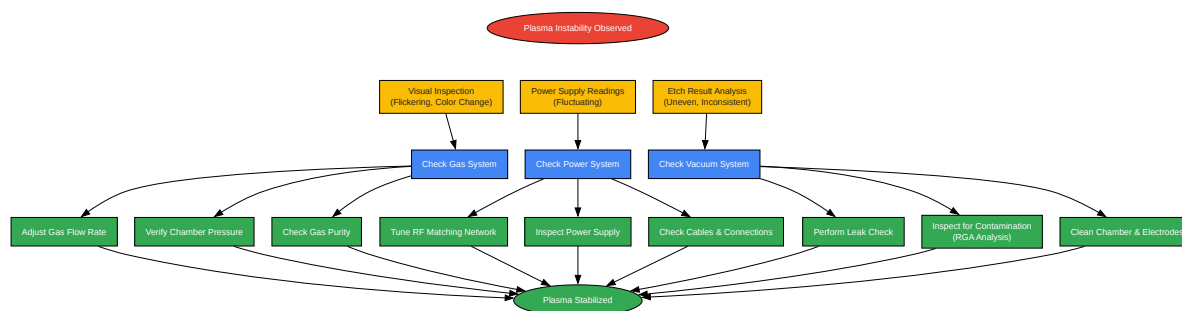 Plasma Instability Observed
Visual Inspection
(Flickering, Color Change)
Power Supply Readings
(Fluctuating)
Etch Result Analysis
(Uneven, Inconsistent)
Check Gas System
Check Power System
Check Vacuum System
Adjust Gas Flow Rate
Verify Chamber Pressure
Check Gas Purity
Tune RF Matching Network
Inspect Power Supply
Check Cables & Connections
Perform Leak Check
Inspect for Contamination
(RGA Analysis)
Clean Chamber & Electrodes
Plasma Stabilized